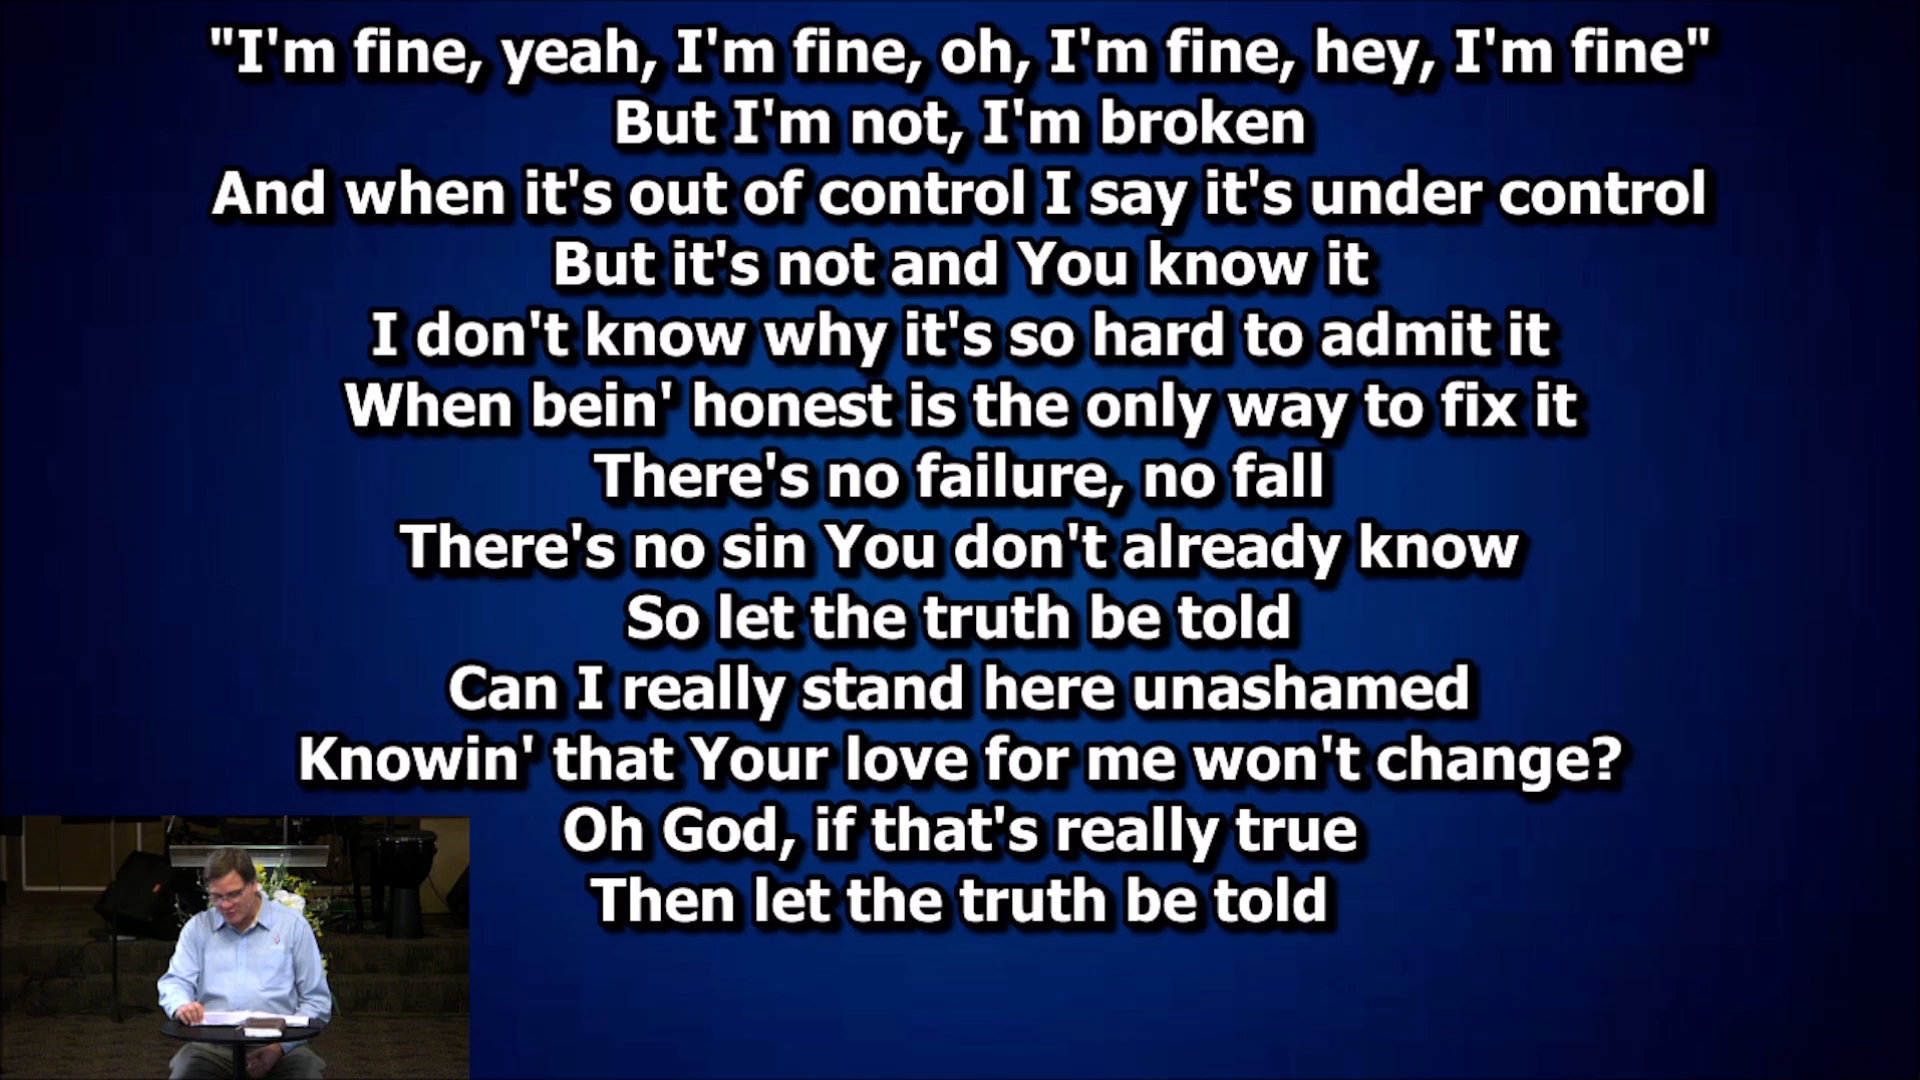 "I'm fine, yeah, I'm fine, oh, I'm fine, hey, I'm fine"
But I'm not, I'm broken
And when it's out of control I say it's under control
But it's not and You know it
I don't know why it's so hard to admit it
When bein' honest is the only way to fix it
There's no failure, no fall
There's no sin You don't already know
So let the truth be told
Can I really stand here unashamed
Knowin' that Your love for me won't change?
Oh God, if that's really true
Then let the truth be told